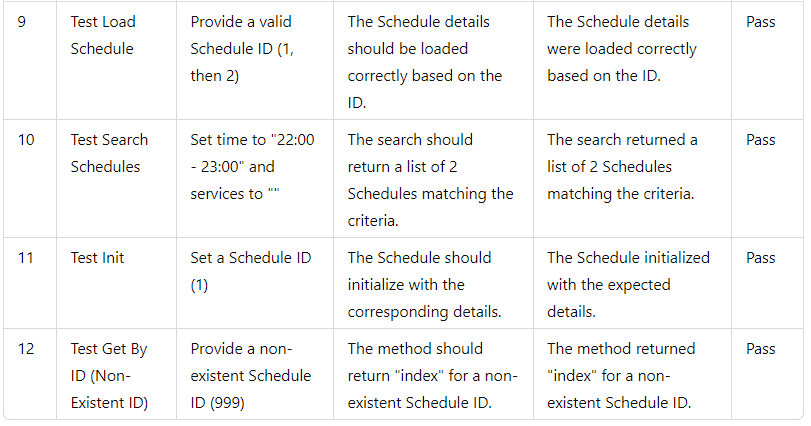 9 Test Load Schedule Provide a valid Schedule ID (1, then 2) The Schedule details should be loaded correctly based on the ID. The Schedule details were loaded correctly based on the ID. Pass
10 Test Search Schedules Set time to "22:00 - 23:00" and services to "" The search should return a list of 2 Schedules matching the criteria. The search returned a list of 2 Schedules matching the criteria. Pass
11 Test Init Set a Schedule ID (1) The Schedule should initialize with the corresponding details. The Schedule initialized with the expected details. Pass
12 Test Get By ID (Non-Existent ID) Provide a non-existent Schedule ID (999) The method should return "index" for a non-existent Schedule ID. The method returned "index" for a non-existent Schedule ID. Pass